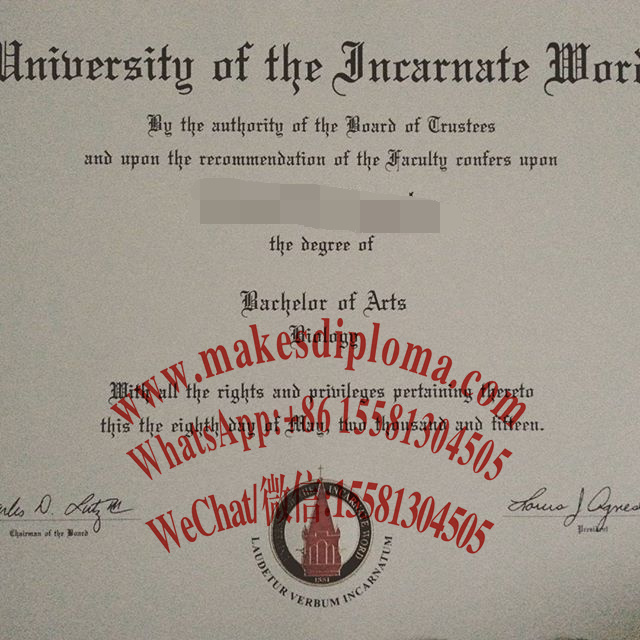 University of the Incarnate Word
By the authority of the Board of Trustees
and upon the recommendation of the Faculty confers upon
the degree of
Bachelor of Arts
Biology
www.makesdiploma.com
With all the rights and privileges pertaining thereto
this the eighth day of May, two thousand and fifteen.
WhatsApp:+86 15581304505
WeChat/微信:15581304505
Chairman of the Board
President
INCARNATE WORD
1881
LAUDETUR VERBUM INCARNATUM